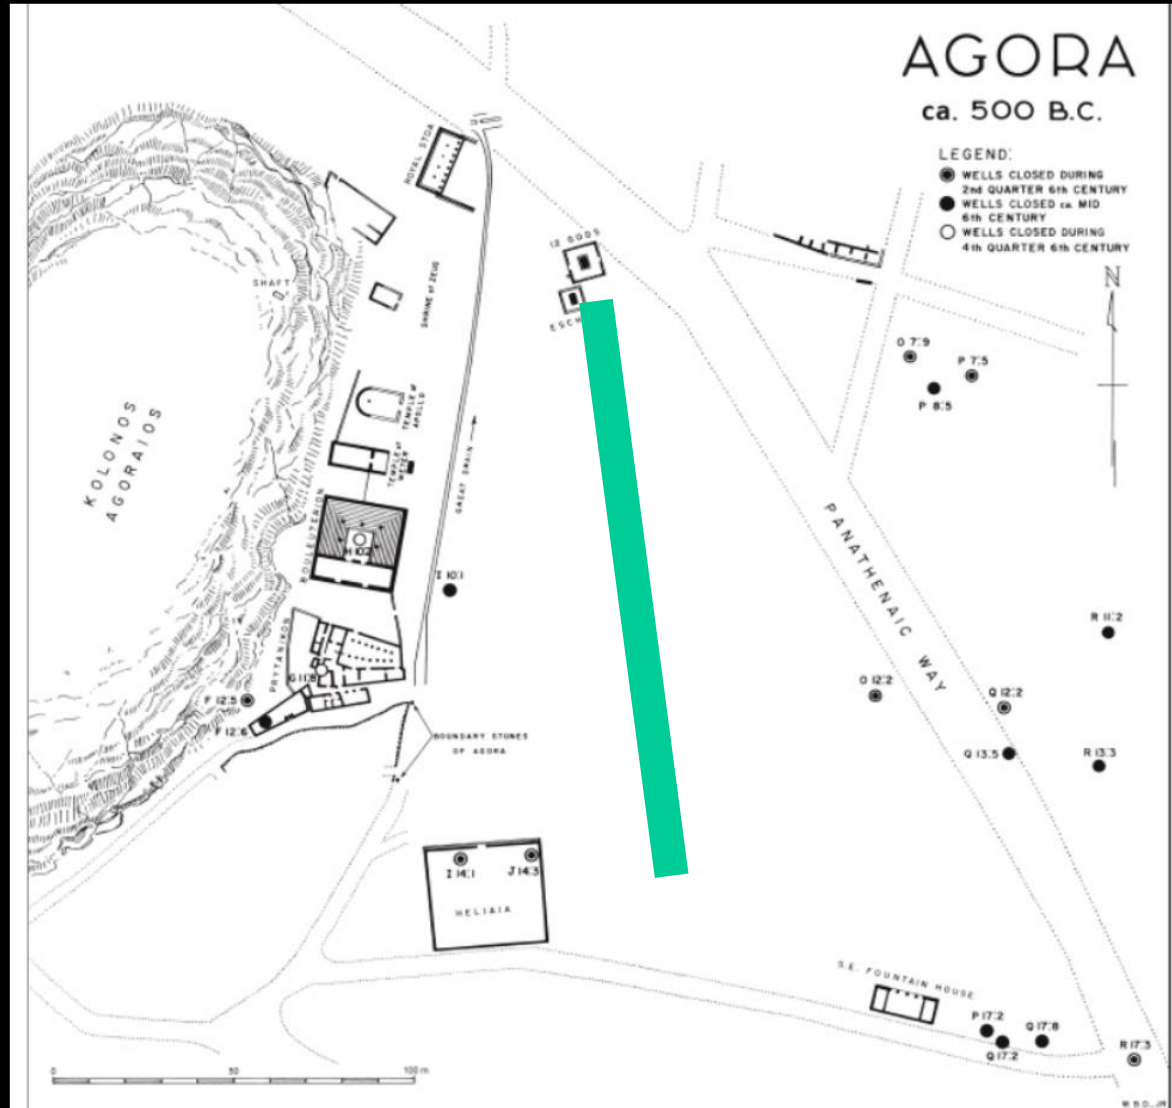 AGORA
ca. 500 B.C.
LEGEND:
WELLS CLOSED DURING
2nd QUARTER 6th CENTURY
WELLS CLOSED ca. MID
6th CENTURY
WELLS CLOSED DURING
4th QUARTER 6th CENTURY
N
ROYAL STOA
12 GODS
ESCH
SHAFT
SHRINE of ZEUS
O 7:9
P 7:5
P 8:5
TEMPLE of
APOLLO
KOLONOS
AGORAIOS
TEMPLE of
METER
GREAT DRAIN
BOULEUTERION
PANATHENAIC WAY
I 10:1
R 11:2
PRYTANIKON
F 12:5
O 12:2
Q 12:2
F 12:6
BOUNDARY STONES
OF AGORA
Q 13:5
R 13:3
I 14:1
J 14:3
HELIAIA
S.E. FOUNTAIN HOUSE
P 17:2
Q 17:8
Q 17:2
R 17:3
0 50 100 m